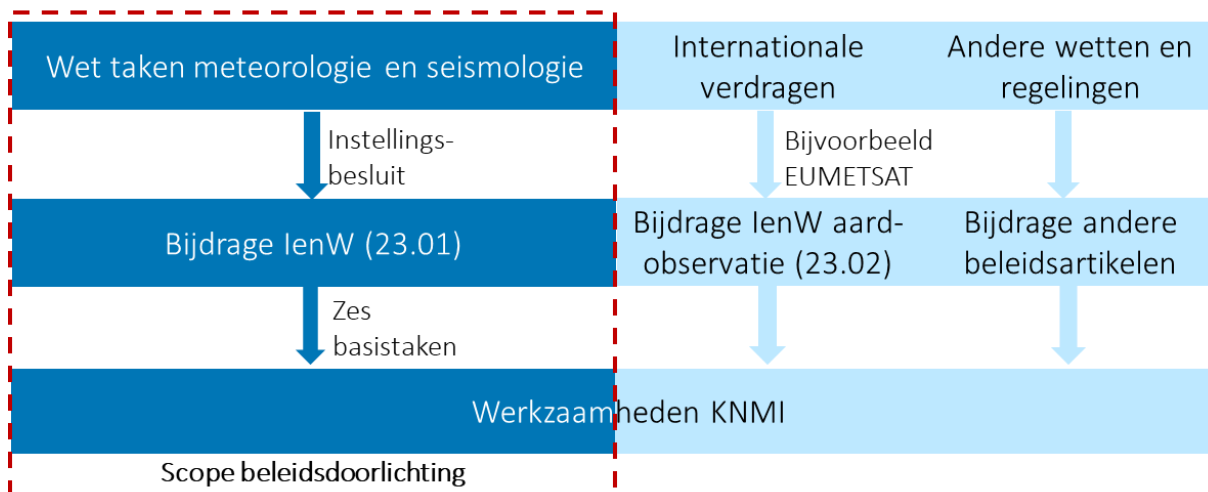 Wet taken meteorologie en seismologie
Internationale
verdragen
Andere wetten en
regelingen
Instellings-
besluit
Bijvoorbeeld
EUMETSAT
Bijdrage IenW (23.01)
Bijdrage IenW aard-
observatie (23.02)
Bijdrage andere
beleidsartikelen
Zes
basistaken
Werkzaamheden KNMI
Scope beleidsdoorlichting